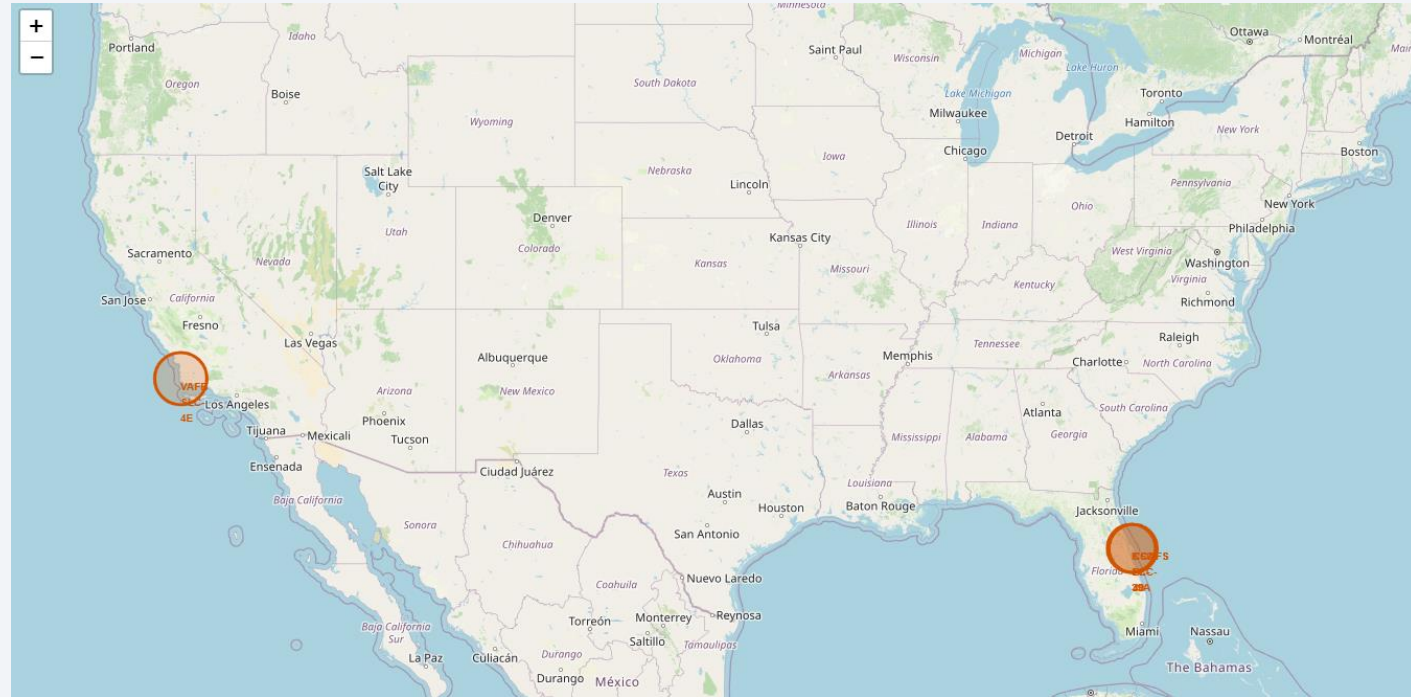 +
−
Minnesota
Ottawa
Montréal
Portland
Idaho
Saint Paul
Wisconsin
Michigan
Lake Huron
Oregon
Boise
South Dakota
Toronto
Lake Michigan
Milwaukee
Hamilton
Wyoming
Detroit
New York
Chicago
Boston
Iowa
Salt Lake
City
Nebraska
Lincoln
Pennsylvania
New York
Denver
Ohio
Utah
Illinois
Indiana
Philadelphia
Kansas City
Sacramento
Colorado
West Virginia
Nevada
Kansas
Missouri
Washington
Virginia
Kentucky
San Jose
California
Richmond
Fresno
Tulsa
Las Vegas
Raleigh
Tennessee
Albuquerque
Oklahoma
Memphis
Charlotte
North Carolina
Arkansas
VAFB
SLC-
4E
Los Angeles
Arizona
New Mexico
Phoenix
South Carolina
Atlanta
Tijuana
Mexicali
Tucson
Dallas
Mississippi
Alabama
Georgia
Ensenada
Ciudad Juárez
Texas
Louisiana
Austin
Baja California
Houston
Baton Rouge
Jacksonville
Sonora
San Antonio
Chihuahua
Florida
Coahuila
Nuevo Laredo
Torreón
Monterrey
Reynosa
Baja California
Sur
Saltillo
Miami
Nassau
Durango
Tamaulipas
La Paz
Culiacán
The Bahamas
Durango
México